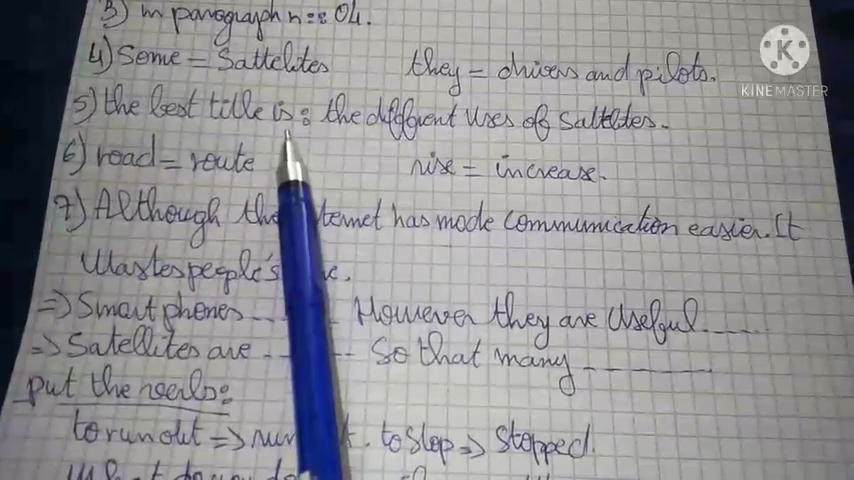 3) in paragraph n=: 04.
4) Some = Sattelites they = drivers and pilots.
5) the best title is: the different uses of Sattelites.
6) road = route rise = increase.
7) Although the internet has made communication easier. It
wastes people's
=> Smart phones ........ However they are useful ........
=> Satellites are ........ So that many ........
put the verbs:
to run out => run to stop => stopped.
K
KINEMASTER